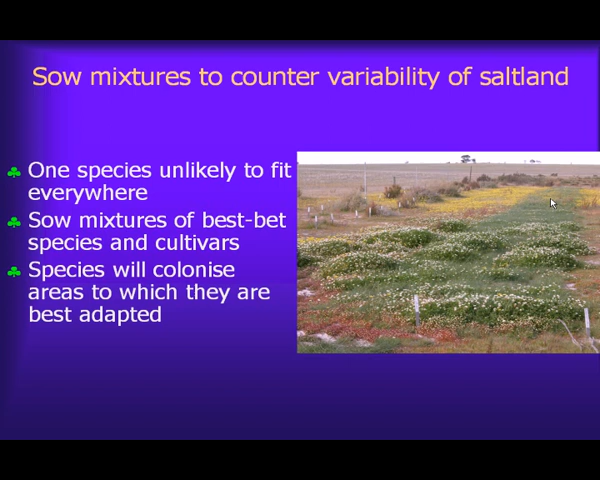 Sow mixtures to counter variability of saltland
One species unlikely to fit
everywhere
Sow mixtures of best-bet
species and cultivars
Species will colonise
areas to which they are
best adapted